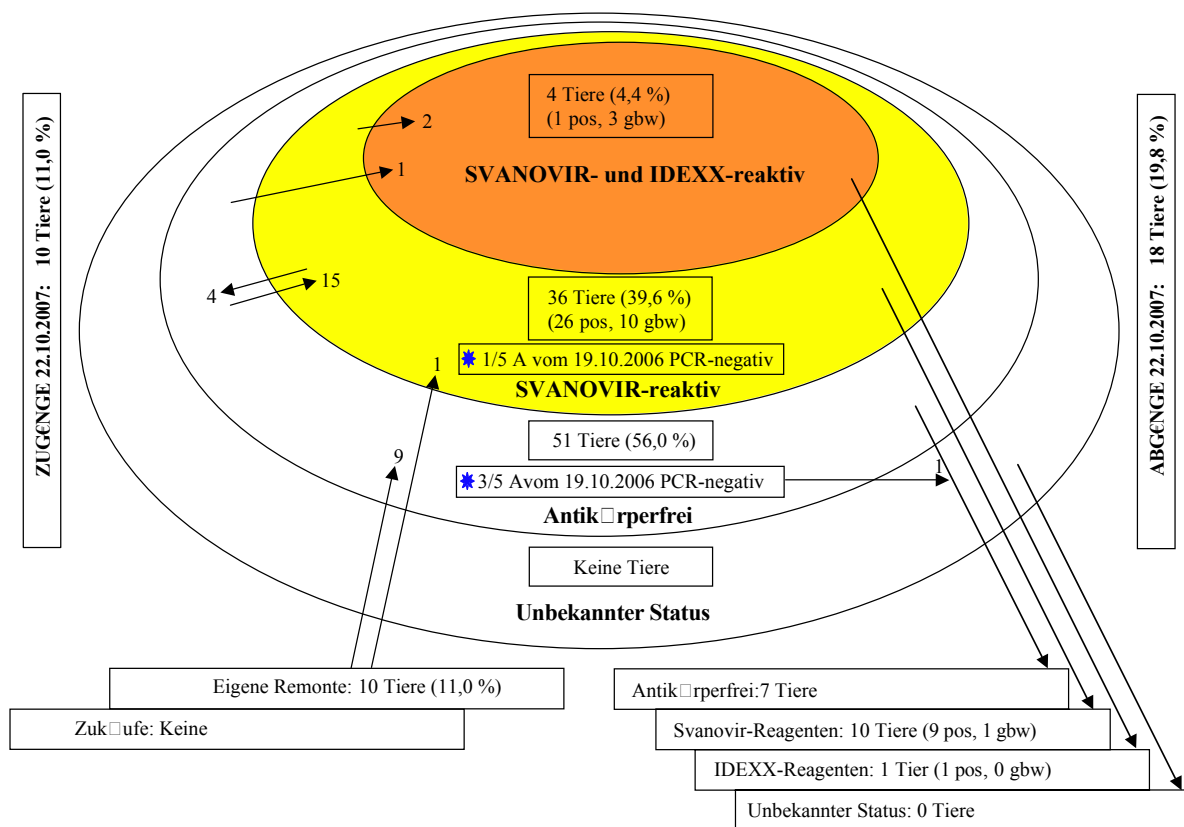 ZUG€NGE 22.10.2007: 10 Tiere (11,0 %)
4 Tiere (4,4 %)
(1 pos, 3 gbw)
2
SVANOVIR- und IDEXX-reaktiv
1
15
4
36 Tiere (39,6 %)
(26 pos, 10 gbw)
1/5 A vom 19.10.2006 PCR-negativ
1
SVANOVIR-reaktiv
51 Tiere (56,0 %)
9
3/5 Avom 19.10.2006 PCR-negativ
1
Antik□rperfrei
Keine Tiere
Unbekannter Status
ABG€NGE 22.10.2007: 18 Tiere (19,8 %)
Eigene Remonte: 10 Tiere (11,0 %)
Zuk□ufe: Keine
Antik□rperfrei:7 Tiere
Svanovir-Reagenten: 10 Tiere (9 pos, 1 gbw)
IDEXX-Reagenten: 1 Tier (1 pos, 0 gbw)
Unbekannter Status: 0 Tiere